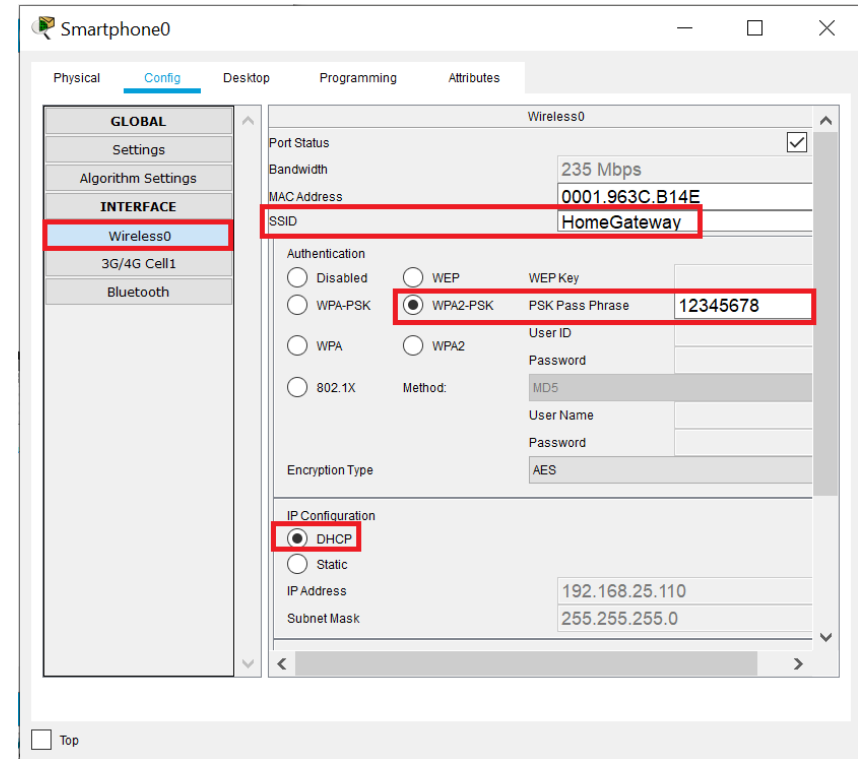 Smartphone0
Physical Config Desktop Programming Attributes
GLOBAL
Settings
Algorithm Settings
INTERFACE
Wireless0
3G/4G Cell1
Bluetooth
Wireless0
Port Status
Bandwidth 235 Mbps
MAC Address 0001.963C.B14E
SSID HomeGateway
Authentication
Disabled WEP WEP Key
WPA-PSK WPA2-PSK PSK Pass Phrase 12345678
WPA WPA2 User ID
Password
802.1X Method: MD5
User Name
Password
Encryption Type AES
IP Configuration
DHCP
Static
IP Address 192.168.25.110
Subnet Mask 255.255.255.0
Top